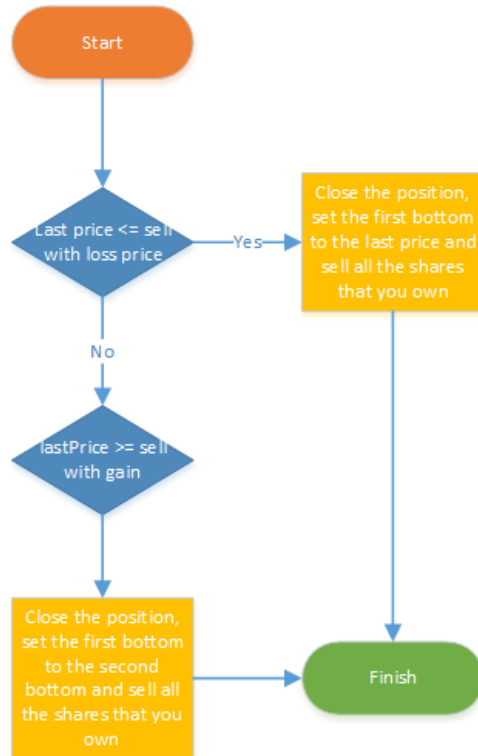 Start
Last price <= sell
with loss price
Yes
Close the position,
set the first bottom
to the last price and
sell all the shares
that you own
No
lastPrice >= sell
with gain
Close the position,
set the first bottom
to the second
bottom and sell all
the shares that you
own
Finish